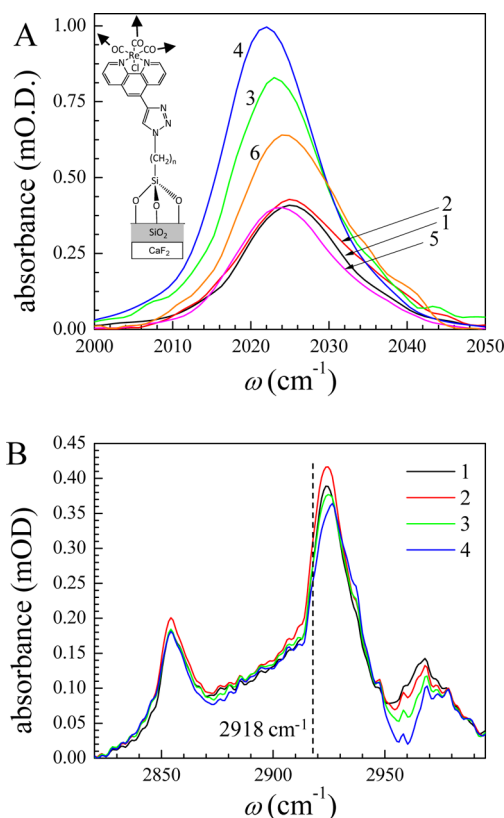 A
absorbance (mO.D.)
1.00
0.75
0.50
0.25
0.00
2000
2010
2020
2030
2040
2050
ω (cm⁻¹)
4
3
6
2
1
5
CO
OC
CO
Re
Cl
N
N
N
N
N
(CH₂)ₙ
Si
O
O
O
SiO₂
CaF₂
B
absorbance (mOD)
0.45
0.40
0.35
0.30
0.25
0.20
0.15
0.10
0.05
0.00
2850
2900
2950
ω (cm⁻¹)
1
2
3
4
2918 cm⁻¹